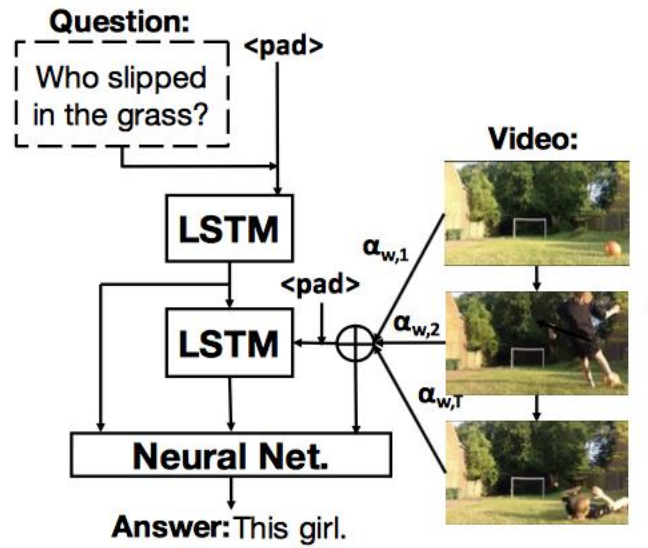 Question:
<pad>
Who slipped
in the grass?
Video:
LSTM
αw,1
<pad>
αw,2
LSTM
αw,T
Neural Net.
Answer: This girl.